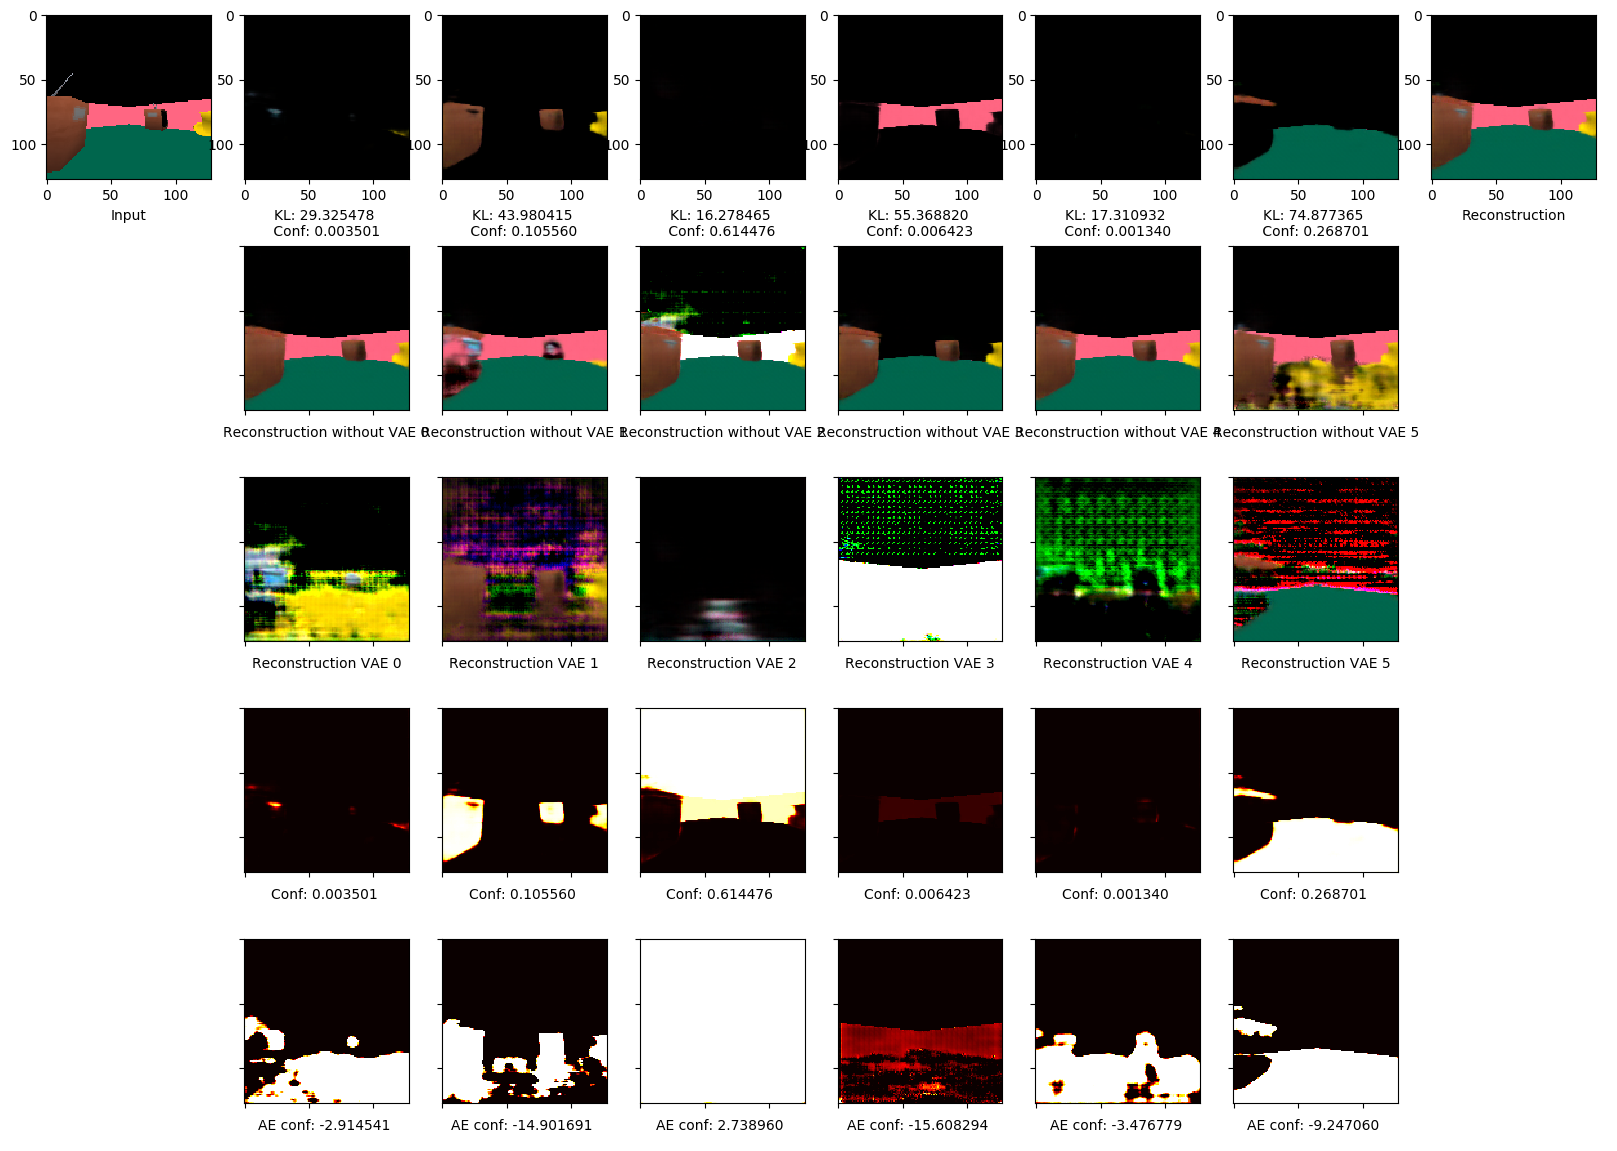 0
0
0
0
0
0
0
0
50
50
50
50
50
50
50
50
100
100
100
100
100
100
100
100
0 50 100
0 50 100
0 50 100
0 50 100
0 50 100
0 50 100
0 50 100
0 50 100
Input
KL: 29.325478
Conf: 0.003501
KL: 43.980415
Conf: 0.105560
KL: 16.278465
Conf: 0.614476
KL: 55.368820
Conf: 0.006423
KL: 17.310932
Conf: 0.001340
KL: 74.877365
Conf: 0.268701
Reconstruction
Reconstruction without VAE 0
Reconstruction without VAE 1
Reconstruction without VAE 2
Reconstruction without VAE 3
Reconstruction without VAE 4
Reconstruction without VAE 5
Reconstruction VAE 0
Reconstruction VAE 1
Reconstruction VAE 2
Reconstruction VAE 3
Reconstruction VAE 4
Reconstruction VAE 5
Conf: 0.003501
Conf: 0.105560
Conf: 0.614476
Conf: 0.006423
Conf: 0.001340
Conf: 0.268701
AE conf: -2.914541
AE conf: -14.901691
AE conf: 2.738960
AE conf: -15.608294
AE conf: -3.476779
AE conf: -9.247060